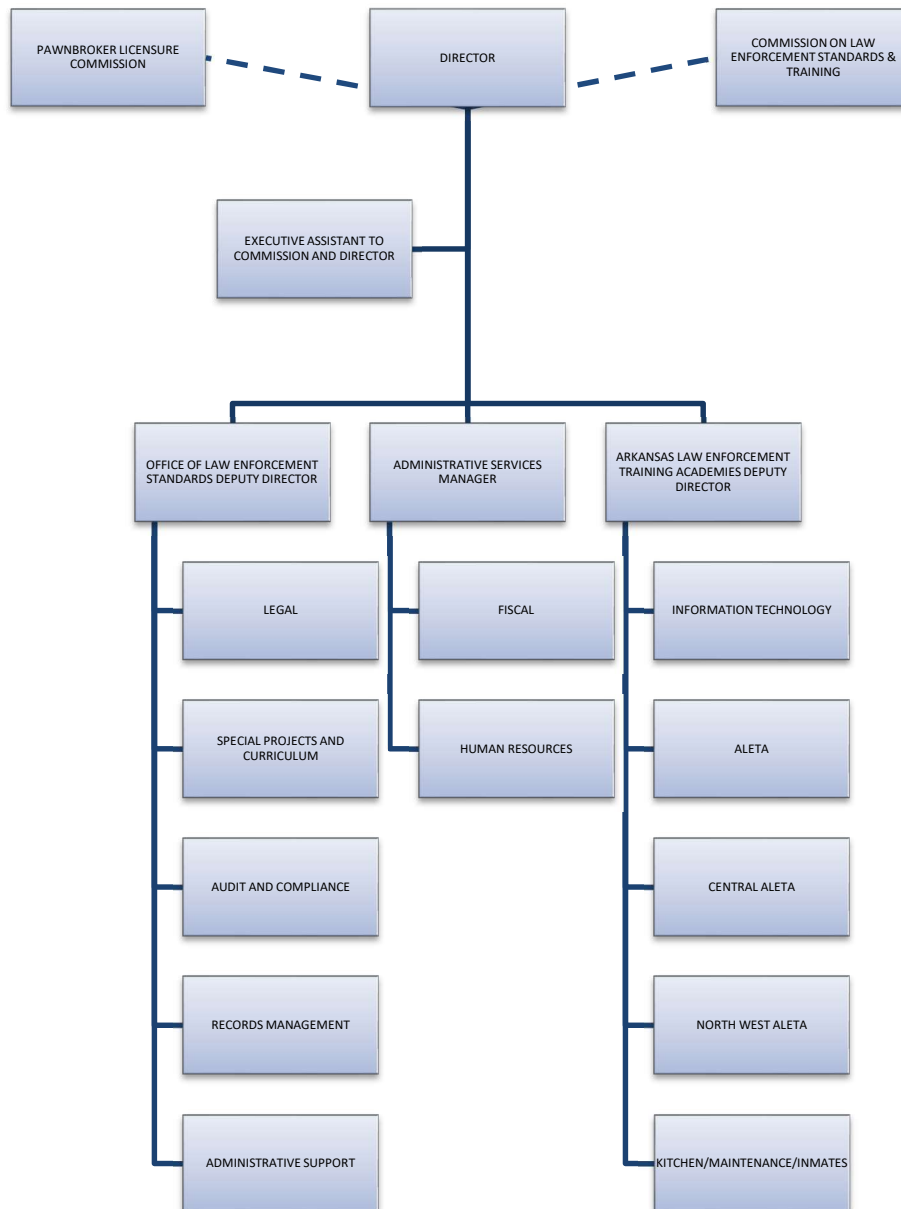 PAWNBROKER LICENSURE
COMMISSION
DIRECTOR
COMMISSION ON LAW
ENFORCEMENT STANDARDS &
TRAINING
EXECUTIVE ASSISTANT TO
COMMISSION AND DIRECTOR
OFFICE OF LAW ENFORCEMENT
STANDARDS DEPUTY DIRECTOR
ADMINISTRATIVE SERVICES
MANAGER
ARKANSAS LAW ENFORCEMENT
TRAINING ACADEMIES DEPUTY
DIRECTOR
LEGAL
FISCAL
INFORMATION TECHNOLOGY
SPECIAL PROJECTS AND
CURRICULUM
HUMAN RESOURCES
ALETA
AUDIT AND COMPLIANCE
CENTRAL ALETA
RECORDS MANAGEMENT
NORTH WEST ALETA
ADMINISTRATIVE SUPPORT
KITCHEN/MAINTENANCE/INMATES